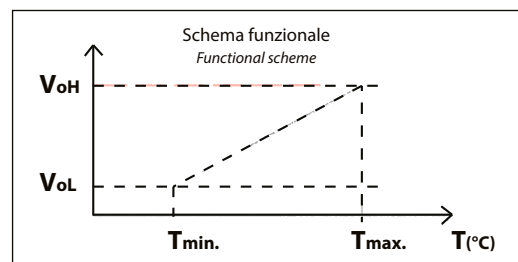 Schema funzionale
Functional scheme
VoH
VoL
Tmin.
Tmax.
T(°C)